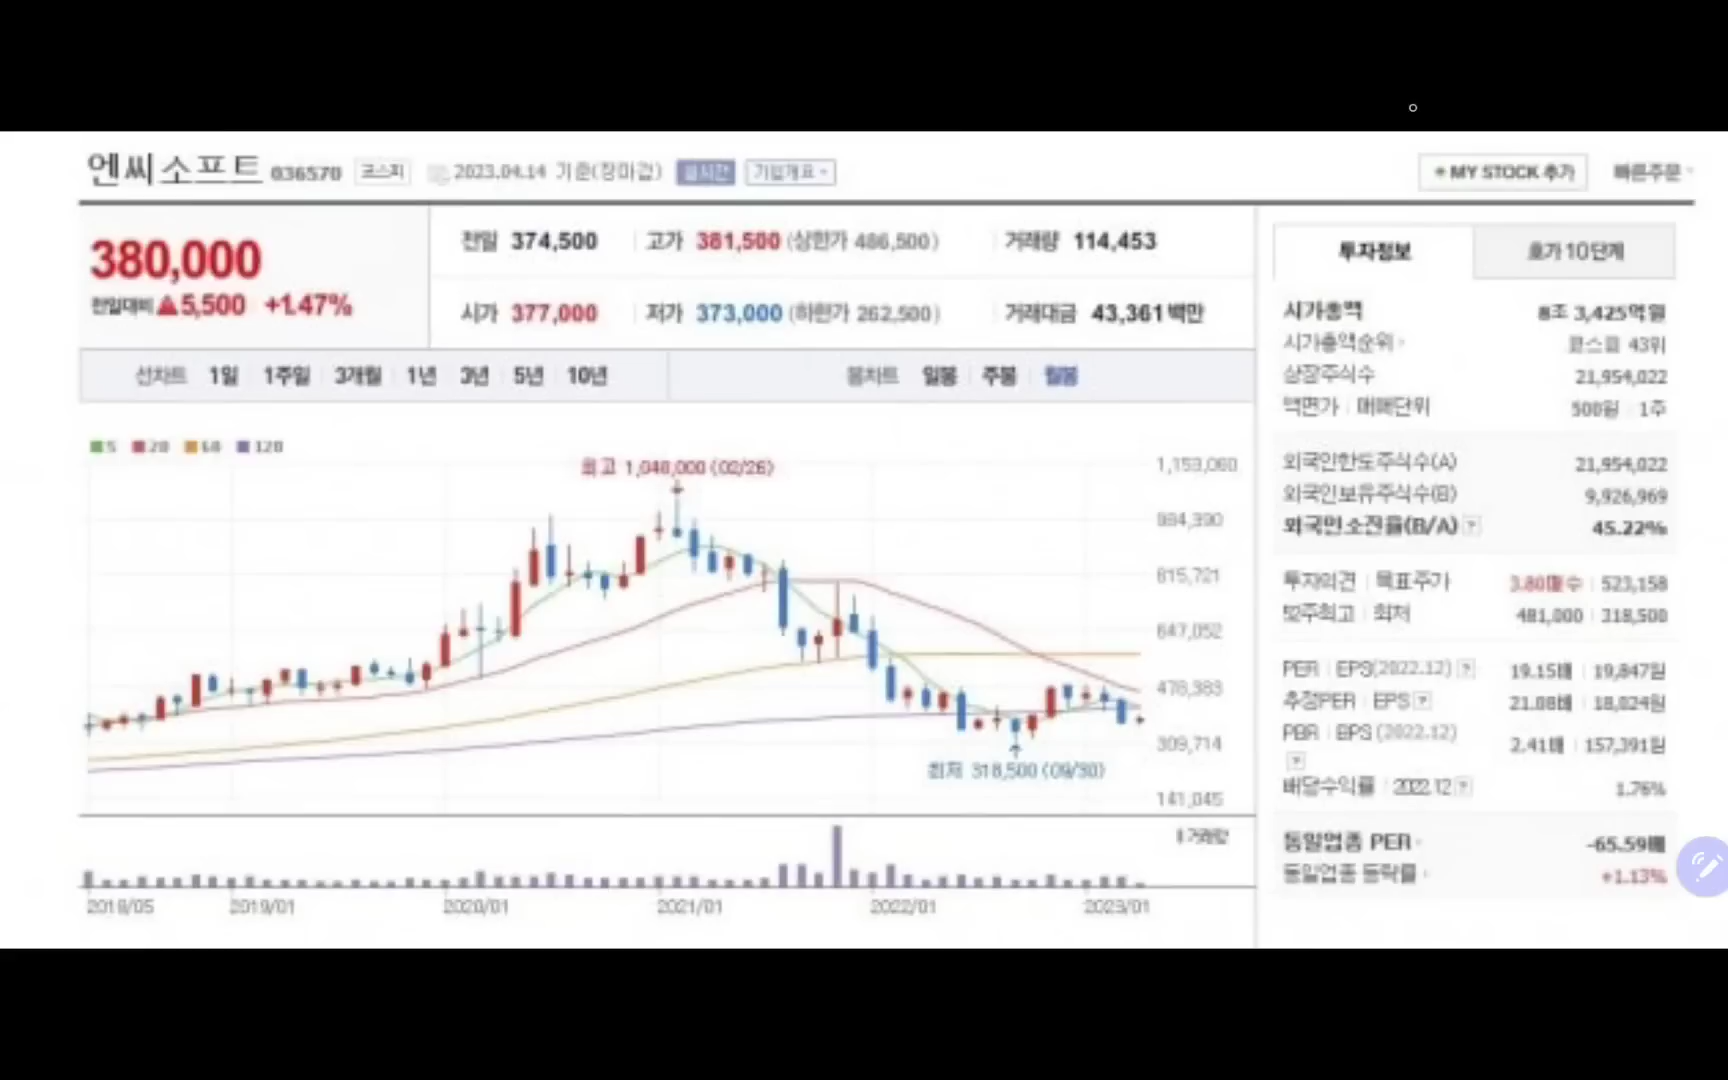 엔씨소프트 036570 코스피 2023.04.14 기준(장마감) 실시간 기업개요
+ MY STOCK 추가 빠른주문
380,000
전일대비 ▲5,500 +1.47%
전일 374,500 고가 381,500 (상한가 486,500) 거래량 114,453
시가 377,000 저가 373,000 (하한가 262,500) 거래대금 43,361 백만
선차트 1일 1주일 3개월 1년 3년 5년 10년 봉차트 일봉 주봉 월봉
5 20 60 120
최고 1,048,000 (02/26)
1,153,060
984,390
815,721
647,052
478,383
309,714
141,045
최저 318,500 (09/30)
거래량
2018/05 2019/01 2020/01 2021/01 2022/01 2023/01
투자정보 호가 10단계
시가총액 8조 3,425억원
시가총액순위 코스피 43위
상장주식수 21,954,022
액면가 매매단위 500원 1주
외국인한도주식수(A) 21,954,022
외국인보유주식수(B) 9,926,969
외국인소진율(B/A) ? 45.22%
투자의견 목표주가 3.80매수 523,158
52주최고 최저 481,000 318,500
PER EPS(2022.12) ? 19.15배 19,847원
추정PER EPS ? 21.08배 18,024원
PBR BPS (2022.12) ? 2.41배 157,391원
배당수익률 2022.12 ? 1.76%
동일업종 PER -65.59배
동일업종 등락률 +1.13%